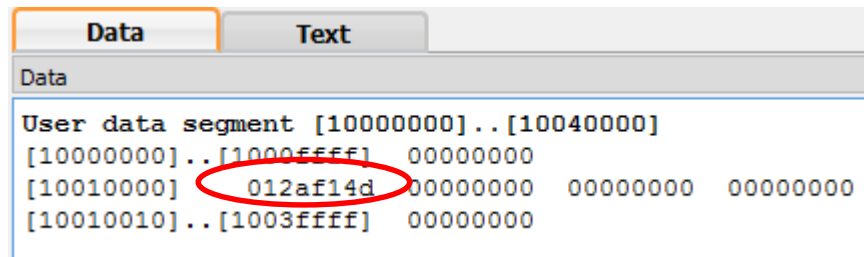 Data Text
Data
User data segment [10000000]..[10040000]
[10000000]..[1000ffff] 00000000
[10010000] 012af14d 00000000 00000000 00000000
[10010010]..[1003ffff] 00000000